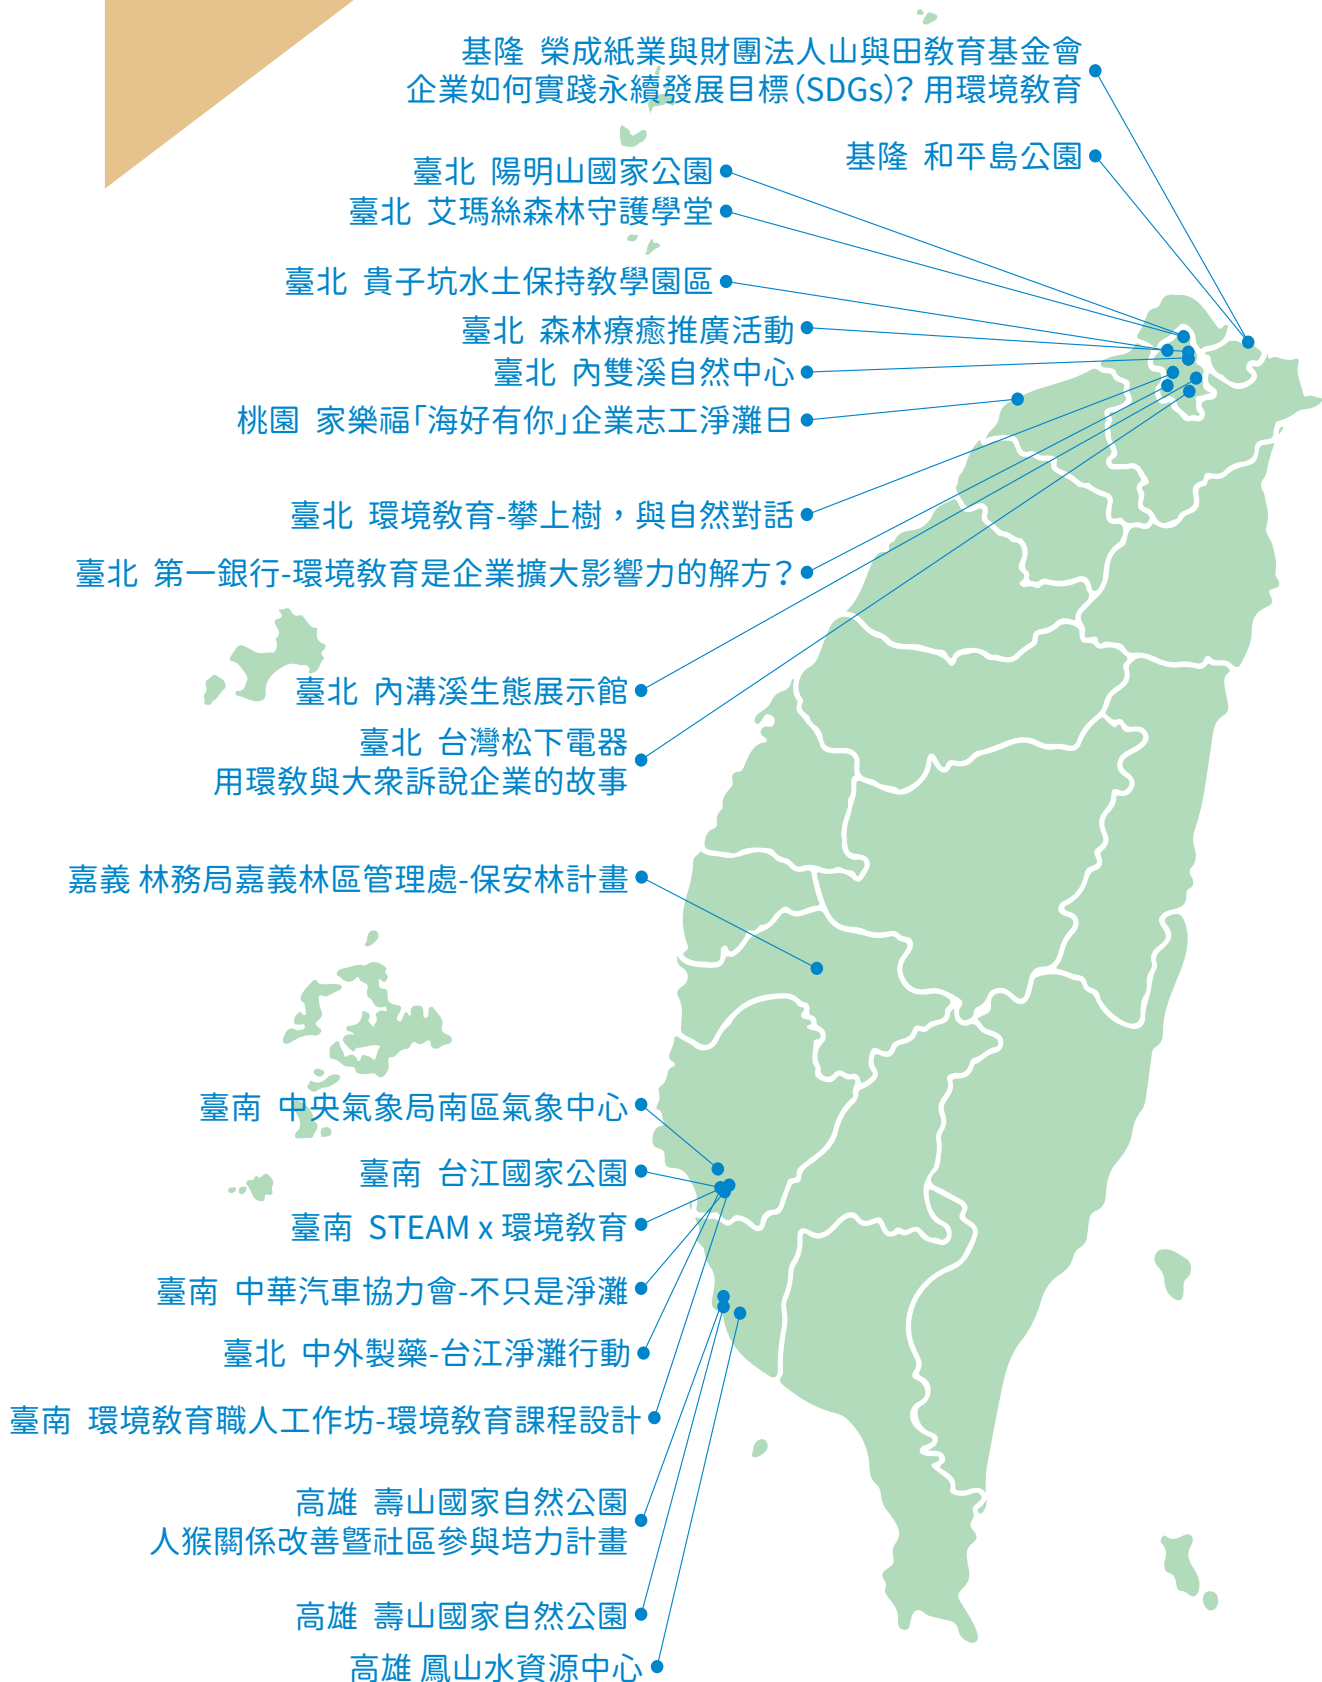 基隆 榮成紙業與財團法人山與田教育基金會
企業如何實踐永續發展目標(SDGs)？用環境教育
基隆 和平島公園
臺北 陽明山國家公園
臺北 艾瑪絲森林守護學堂
臺北 貴子坑水土保持教學園區
臺北 森林療癒推廣活動
臺北 內雙溪自然中心
桃園 家樂福「海好有你」企業志工淨灘日
臺北 環境教育-攀上樹，與自然對話
臺北 第一銀行-環境教育是企業擴大影響力的解方？
臺北 內溝溪生態展示館
臺北 台灣松下電器
用環教與大衆訴說企業的故事
嘉義 林務局嘉義林區管理處-保安林計畫
臺南 中央氣象局南區氣象中心
臺南 台江國家公園
臺南 STEAM x 環境教育
臺南 中華汽車協力會-不只是淨灘
臺北 中外製藥-台江淨灘行動
臺南 環境教育職人工作坊-環境教育課程設計
高雄 壽山國家自然公園
人猴關係改善暨社區參與培力計畫
高雄 壽山國家自然公園
高雄 鳳山水資源中心